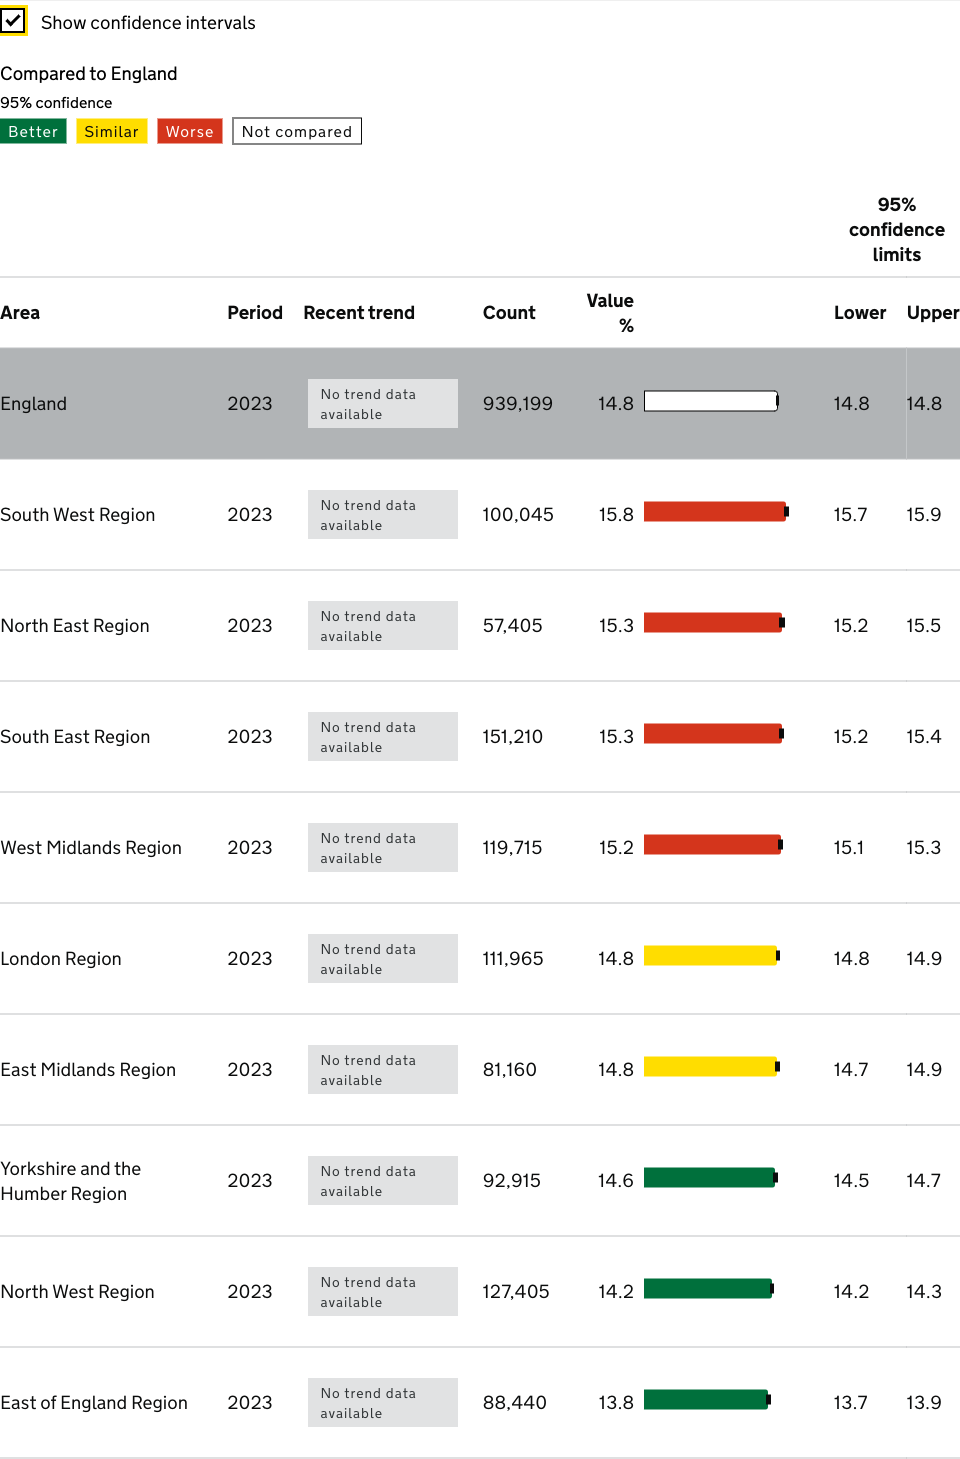 Show confidence intervals
Compared to England
95% confidence
Better Similar Worse Not compared
95%
confidence
limits
Area Period Recent trend Count Value
% Lower Upper
England 2023 No trend data
available 939,199 14.8 14.8 14.8
South West Region 2023 No trend data
available 100,045 15.8 15.7 15.9
North East Region 2023 No trend data
available 57,405 15.3 15.2 15.5
South East Region 2023 No trend data
available 151,210 15.3 15.2 15.4
West Midlands Region 2023 No trend data
available 119,715 15.2 15.1 15.3
London Region 2023 No trend data
available 111,965 14.8 14.8 14.9
East Midlands Region 2023 No trend data
available 81,160 14.8 14.7 14.9
Yorkshire and the
Humber Region 2023 No trend data
available 92,915 14.6 14.5 14.7
North West Region 2023 No trend data
available 127,405 14.2 14.2 14.3
East of England Region 2023 No trend data
available 88,440 13.8 13.7 13.9